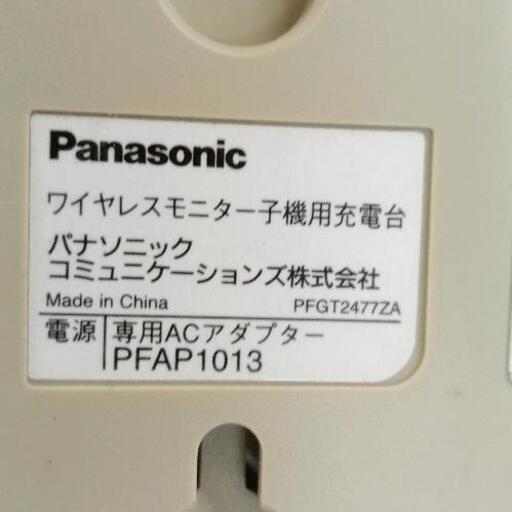 Panasonic
ワイヤレスモニター子機用充電台
パナソニック
コミュニケーションズ株式会社
Made in China PFGT2477ZA
電源 専用ACアダプター
PFAP1013